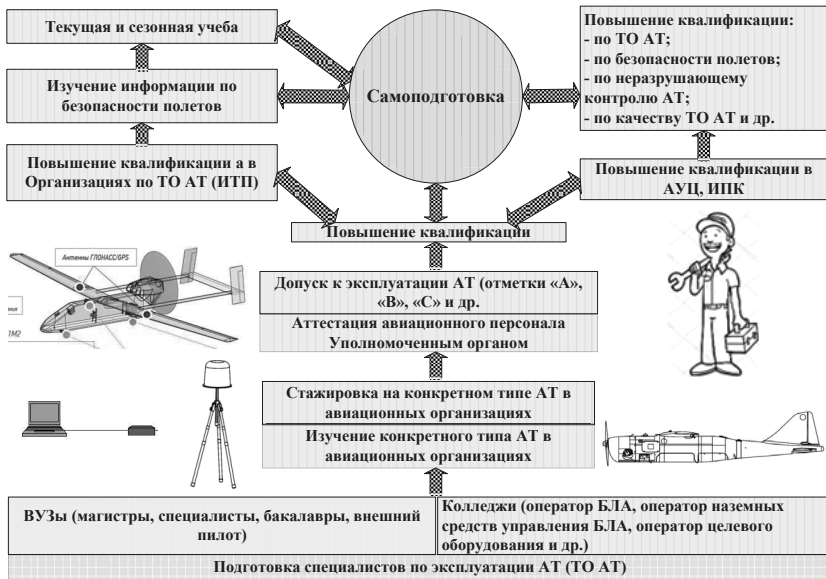 Текущая и сезонная учеба
Изучение информации по
безопасности полетов
Повышение квалификации а в
Организациях по ТО АТ (ИТП)
Самоподготовка
Повышение квалификации:
- по ТО АТ;
- по безопасности полетов;
- по неразрушающему
контролю АТ;
- по качеству ТО АТ и др.
Повышение квалификации в
АУЦ, ИПК
Повышение квалификации
Антенны ГЛОНАСС/GPS
1М2
Допуск к эксплуатации АТ (отметки «А»,
«В», «С» и др.
Аттестация авиационного персонала
Уполномоченным органом
Стажировка на конкретном типе АТ в
авиационных организациях
Изучение конкретного типа АТ в
авиационных организациях
ВУЗы (магистры, специалисты, бакалавры, внешний
пилот)
Колледжи (оператор БЛА, оператор наземных
средств управления БЛА, оператор целевого
оборудования и др.)
Подготовка специалистов по эксплуатации АТ (ТО АТ)